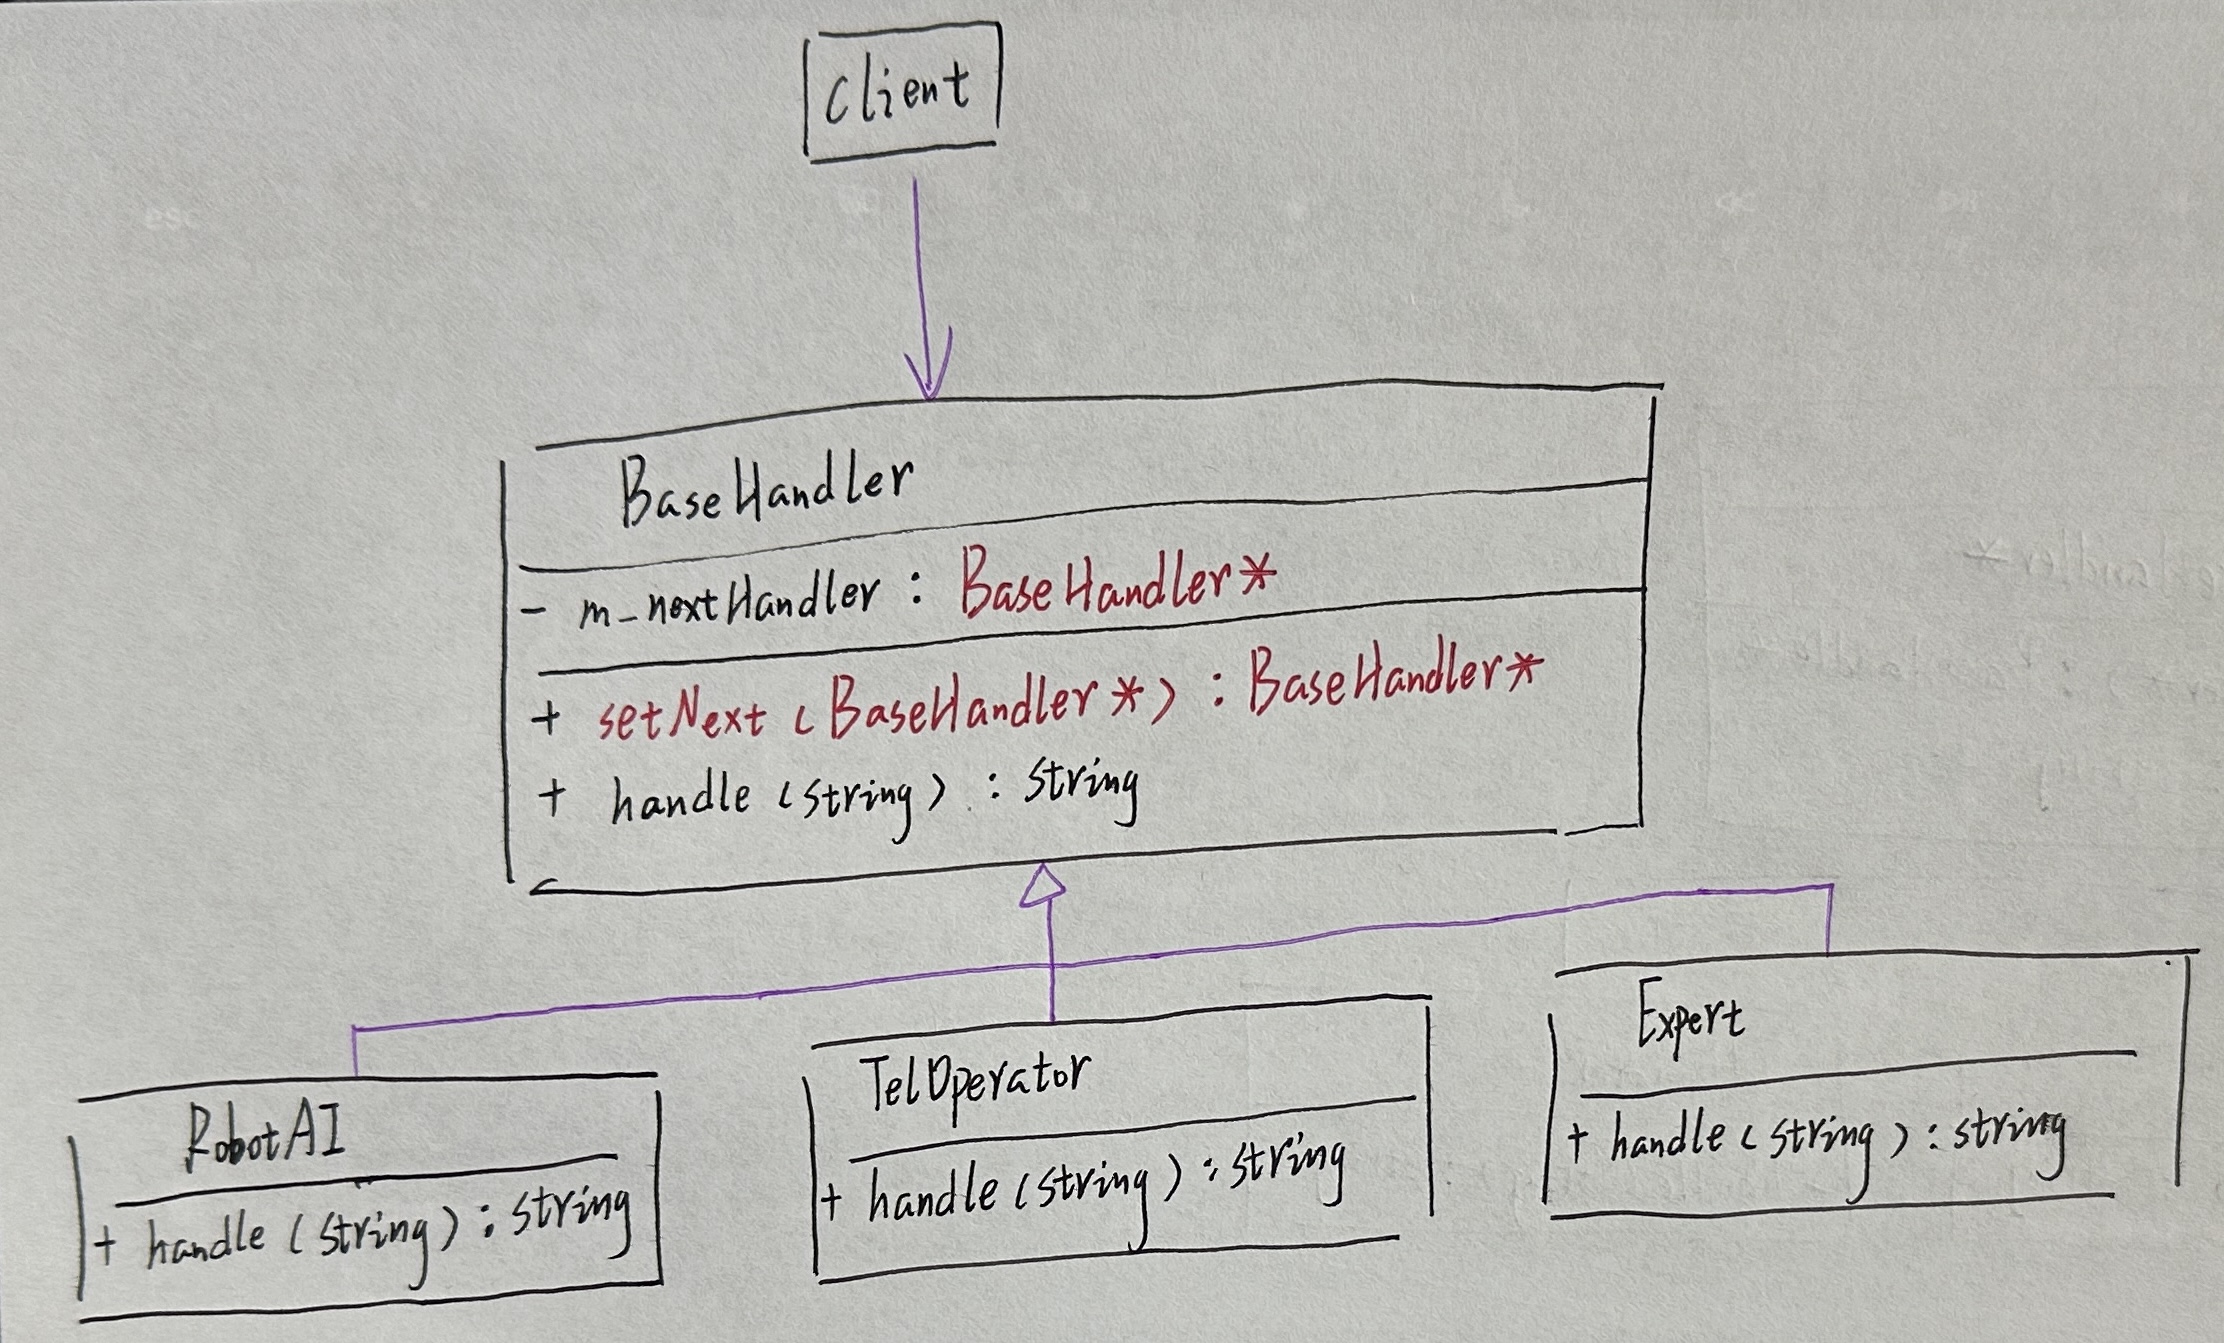 Client
BaseHandler
- m_nextHandler : BaseHandler*
+ setNext (BaseHandler*) : BaseHandler*
+ handle (string) : string
RobotAI
+ handle (string) : string
TelOperator
+ handle (string) : string
Expert
+ handle (string) : string
esc